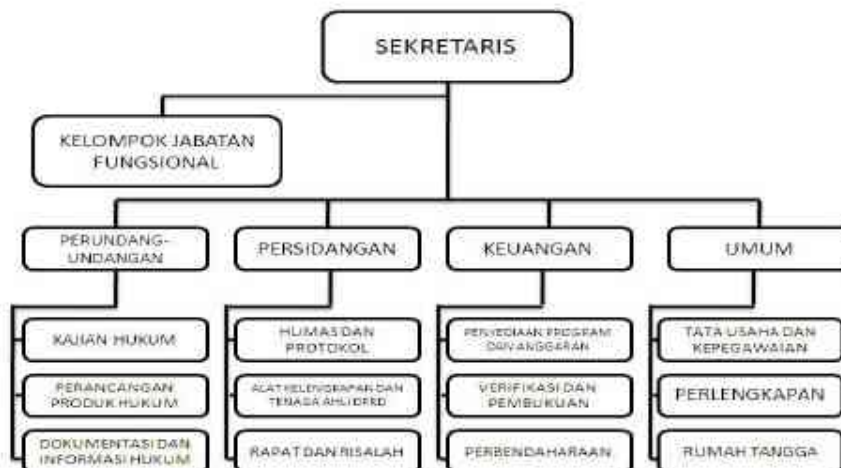 SEKRETARIS
KELOMPOK JABATAN
FUNGSIONAL
PERUNDANG-
UNDANGAN
PERSIDANGAN
KEUANGAN
UMUM
KAJIAN HUKUM
PERANCANGAN
PRODUK HUKUM
DOKUMENTASI DAN
INFORMASI HUKUM
HUMAS DAN
PROTOKOL
ALAT KELENGKAPAN DAN
TENAGA AHLI DPRD
RAPAT DAN RISALAH
PENYEDIAAN PROGRAM
DAN ANGGARAN
VERIFIKASI DAN
PEMBUKUAN
PERBENDAHARAAN
TATA USAHA DAN
KEPEGAWAIAN
PERLENGKAPAN
RUMAH TANGGA